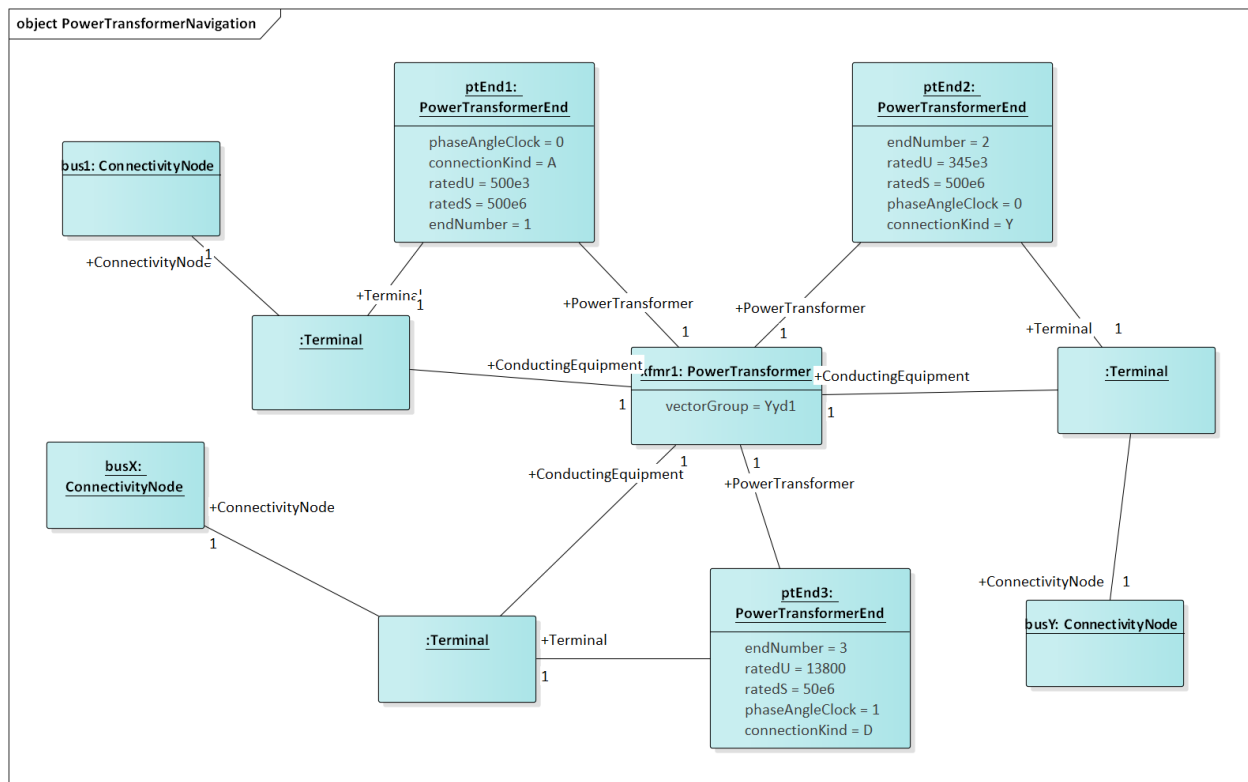 object PowerTransformerNavigation
ptEnd1:
PowerTransformerEnd
phaseAngleClock = 0
connectionKind = A
ratedU = 500e3
ratedS = 500e6
endNumber = 1
ptEnd2:
PowerTransformerEnd
endNumber = 2
ratedU = 345e3
ratedS = 500e6
phaseAngleClock = 0
connectionKind = Y
bus1: ConnectivityNode
+ConnectivityNode
1
+Terminal
1
+PowerTransformer
1
+PowerTransformer
1
+Terminal
1
:Terminal
+ConductingEquipment
1
xfmr1: PowerTransformer
vectorGroup = Yyd1
+ConductingEquipment
1
:Terminal
busX:
ConnectivityNode
+ConnectivityNode
1
+ConductingEquipment
1
1
+PowerTransformer
:Terminal
+Terminal
1
ptEnd3:
PowerTransformerEnd
endNumber = 3
ratedU = 13800
ratedS = 50e6
phaseAngleClock = 1
connectionKind = D
+ConnectivityNode
1
busY: ConnectivityNode